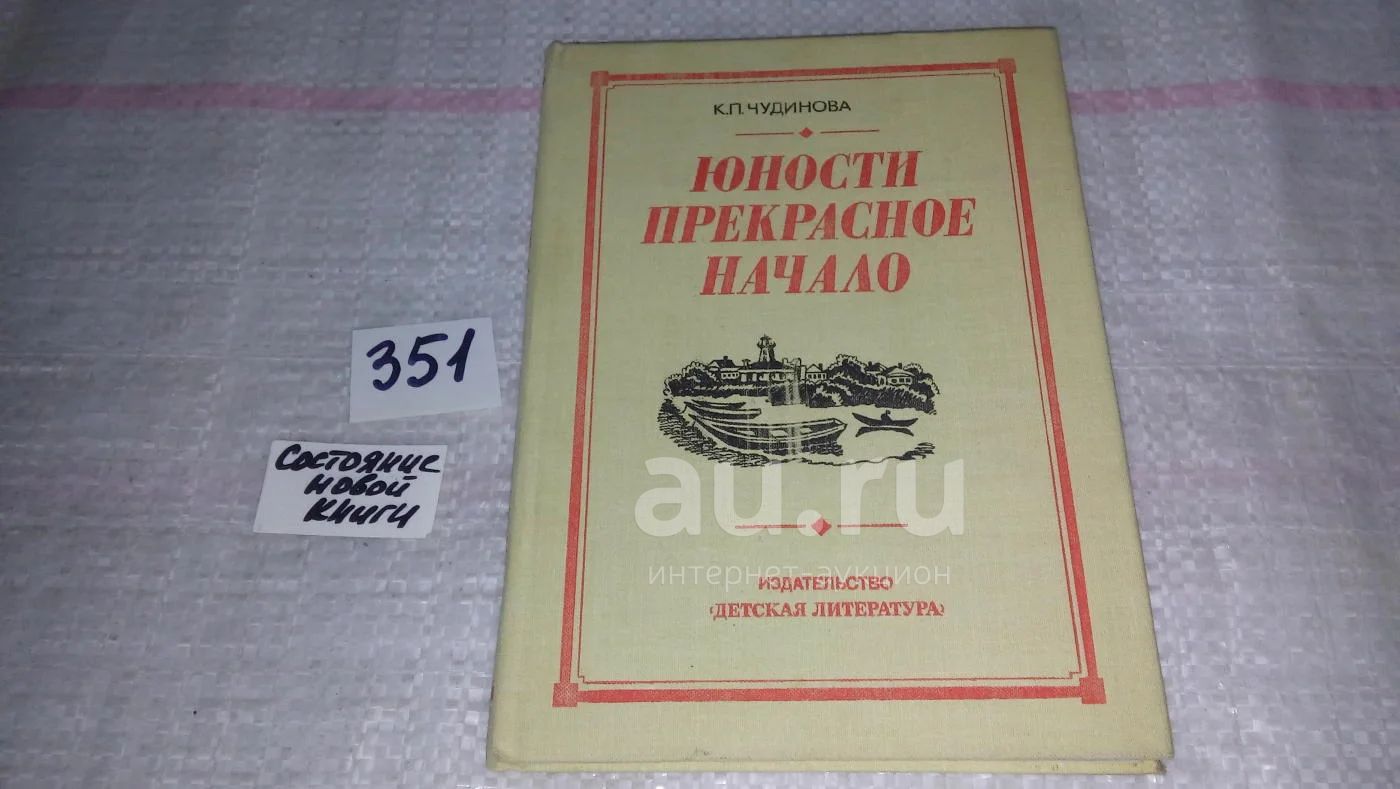 К.П. ЧУДИНОВА
ЮНОСТИ
ПРЕКРАСНОЕ
НАЧАЛО
351
Состояние
новой
книги
au.ru
интернет-аукцион
ИЗДАТЕЛЬСТВО
«ДЕТСКАЯ ЛИТЕРАТУРА»